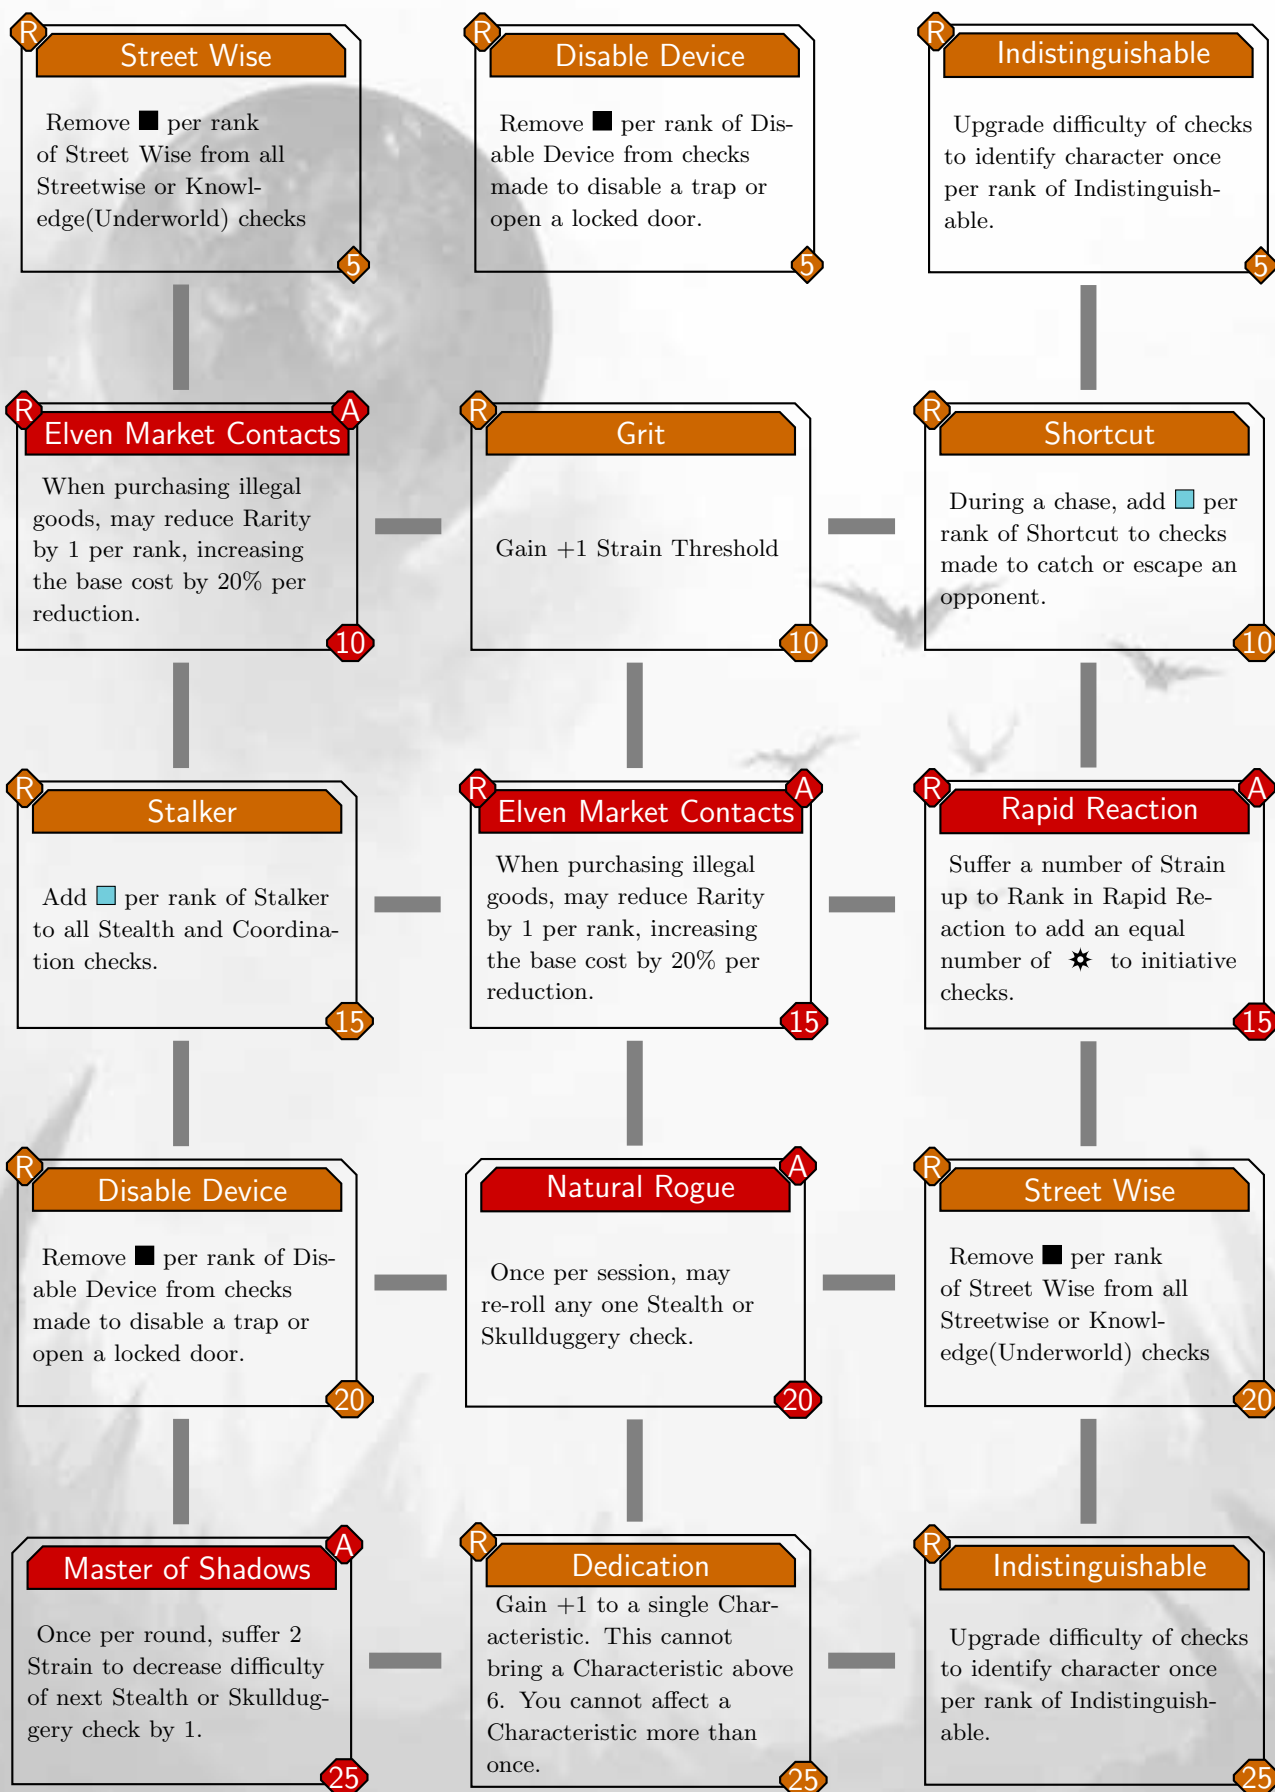 R
Street Wise
Remove ■ per rank
of Street Wise from all
Streetwise or Knowl-
edge(Underworld) checks
5
R
Disable Device
Remove ■ per rank of Dis-
able Device from checks
made to disable a trap or
open a locked door.
5
R
Indistinguishable
Upgrade difficulty of checks
to identify character once
per rank of Indistinguish-
able.
5
R
A
Elven Market Contacts
When purchasing illegal
goods, may reduce Rarity
by 1 per rank, increasing
the base cost by 20% per
reduction.
10
R
Grit
Gain +1 Strain Threshold
10
R
Shortcut
During a chase, add per
rank of Shortcut to checks
made to catch or escape an
opponent.
10
R
Stalker
Add per rank of Stalker
to all Stealth and Coordina-
tion checks.
15
R
A
Elven Market Contacts
When purchasing illegal
goods, may reduce Rarity
by 1 per rank, increasing
the base cost by 20% per
reduction.
15
R
A
Rapid Reaction
Suffer a number of Strain
up to Rank in Rapid Re-
action to add an equal
number of to initiative
checks.
15
R
Disable Device
Remove ■ per rank of Dis-
able Device from checks
made to disable a trap or
open a locked door.
20
A
Natural Rogue
Once per session, may
re-roll any one Stealth or
Skullduggery check.
20
R
Street Wise
Remove ■ per rank
of Street Wise from all
Streetwise or Knowl-
edge(Underworld) checks
20
A
Master of Shadows
Once per round, suffer 2
Strain to decrease difficulty
of next Stealth or Skulldug-
gery check by 1.
25
R
Dedication
Gain +1 to a single Char-
acteristic. This cannot
bring a Characteristic above
6. You cannot affect a
Characteristic more than
once.
25
R
Indistinguishable
Upgrade difficulty of checks
to identify character once
per rank of Indistinguish-
able.
25